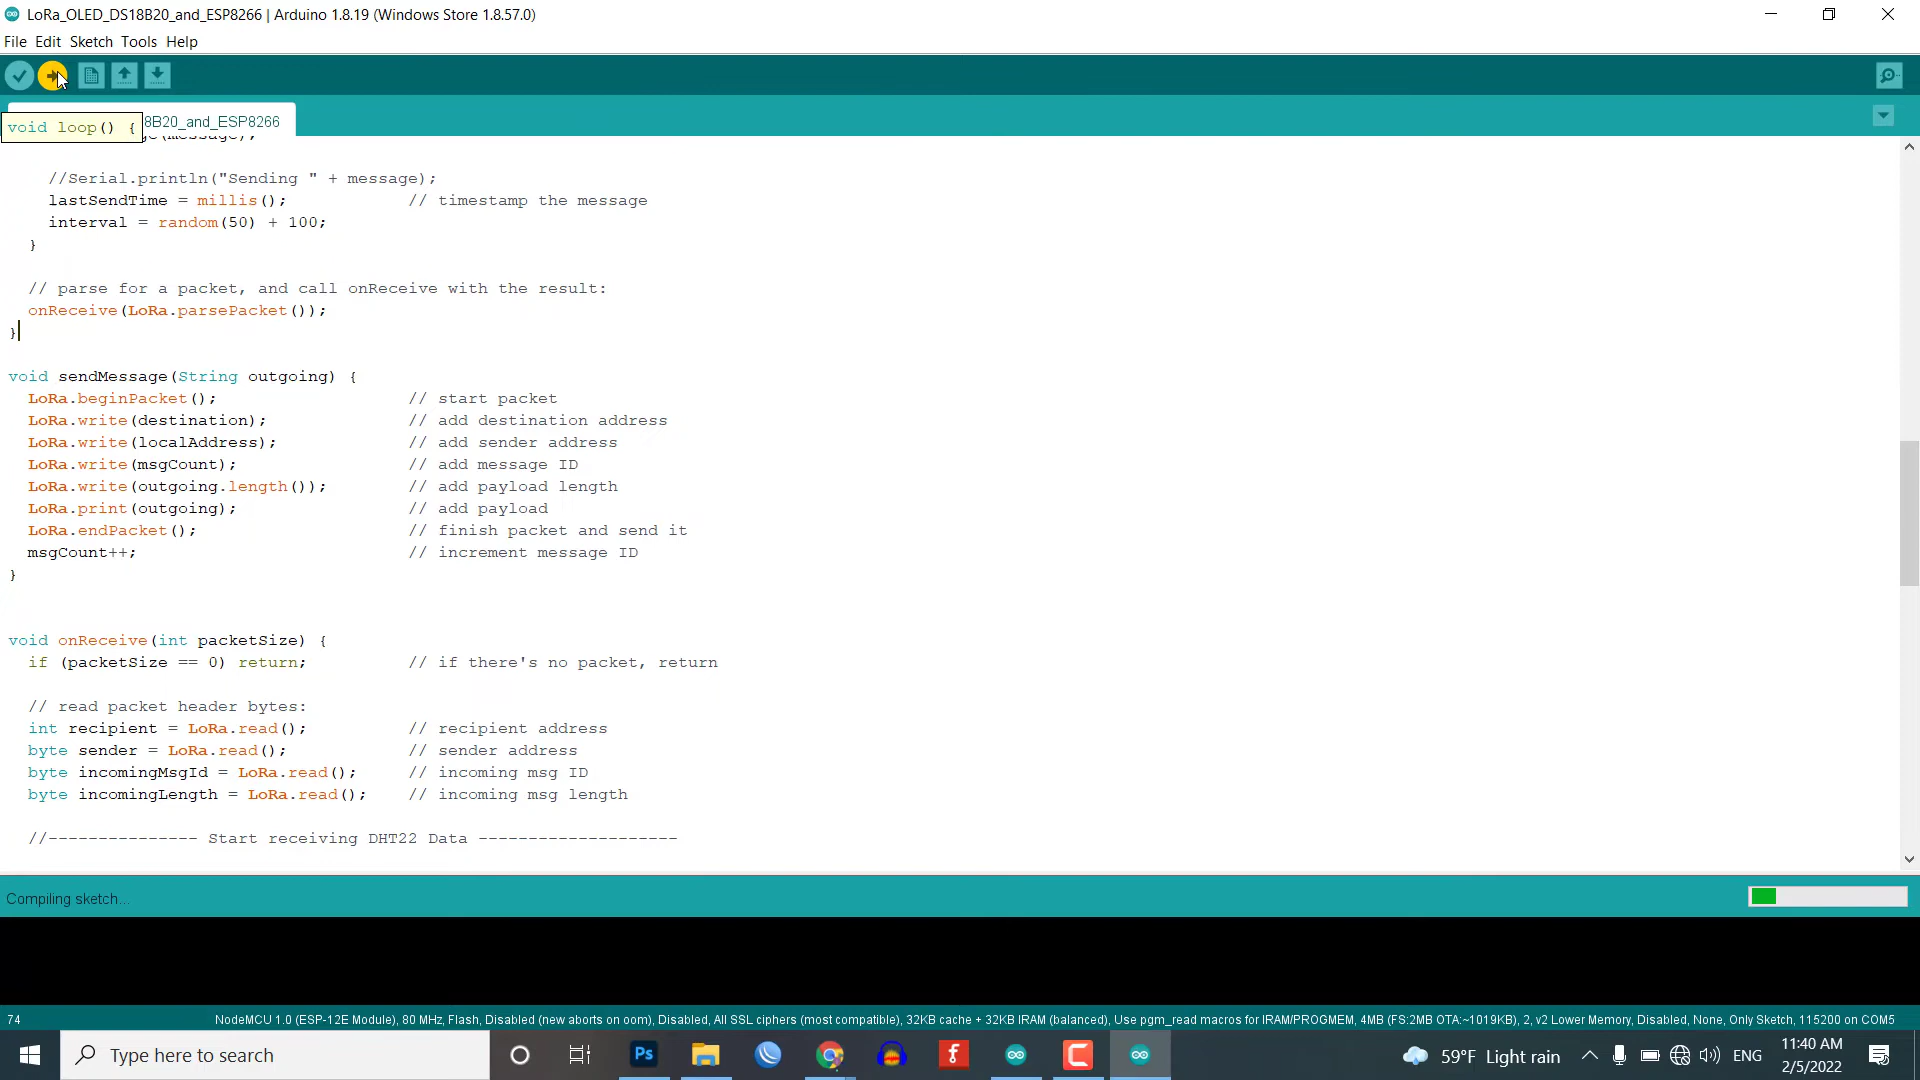 LoRa_OLED_DS18B20_and_ESP8266 | Arduino 1.8.19 (Windows Store 1.8.57.0)
File Edit Sketch Tools Help
8B20_and_ESP8266
void loop() {
//Serial.println("Sending " + message);
lastSendTime = millis(); // timestamp the message
interval = random(50) + 100;
}
// parse for a packet, and call onReceive with the result:
onReceive(LoRa.parsePacket());
}
void sendMessage(String outgoing) {
LoRa.beginPacket(); // start packet
LoRa.write(destination); // add destination address
LoRa.write(localAddress); // add sender address
LoRa.write(msgCount); // add message ID
LoRa.write(outgoing.length()); // add payload length
LoRa.print(outgoing); // add payload
LoRa.endPacket(); // finish packet and send it
msgCount++; // increment message ID
}
void onReceive(int packetSize) {
if (packetSize == 0) return; // if there's no packet, return
// read packet header bytes:
int recipient = LoRa.read(); // recipient address
byte sender = LoRa.read(); // sender address
byte incomingMsgId = LoRa.read(); // incoming msg ID
byte incomingLength = LoRa.read(); // incoming msg length
//--------------- Start receiving DHT22 Data --------------------
Compiling sketch...
74 NodeMCU 1.0 (ESP-12E Module), 80 MHz, Flash, Disabled (new aborts on oom), Disabled, All SSL ciphers (most compatible), 32KB cache + 32KB IRAM (balanced), Use pgm_read macros for IRAM/PROGMEM, 4MB (FS:2MB OTA:~1019KB), 2, v2 Lower Memory, Disabled, None, Only Sketch, 115200 on COM5
Type here to search
Ps
59°F Light rain
ENG
11:40 AM
2/5/2022